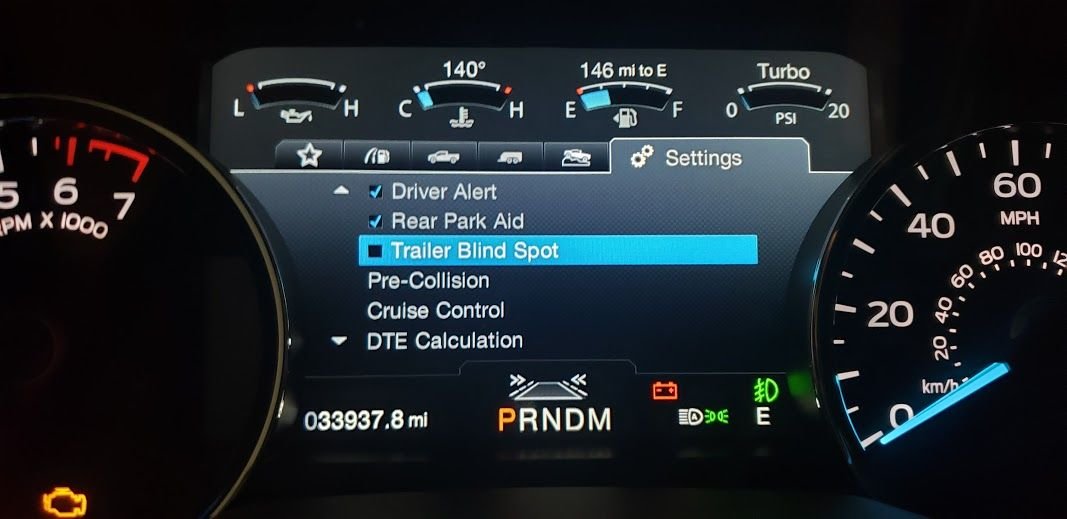 140°
146 mi to E
Turbo
L H
C H
E F
0 PSI 20
Settings
Driver Alert
Rear Park Aid
Trailer Blind Spot
Pre-Collision
Cruise Control
DTE Calculation
033937.8 mi
PRNDM
A
E
5 6 7
PM X 1000
60
MPH
40
20
0
20 40 60 80 100 12
km/h